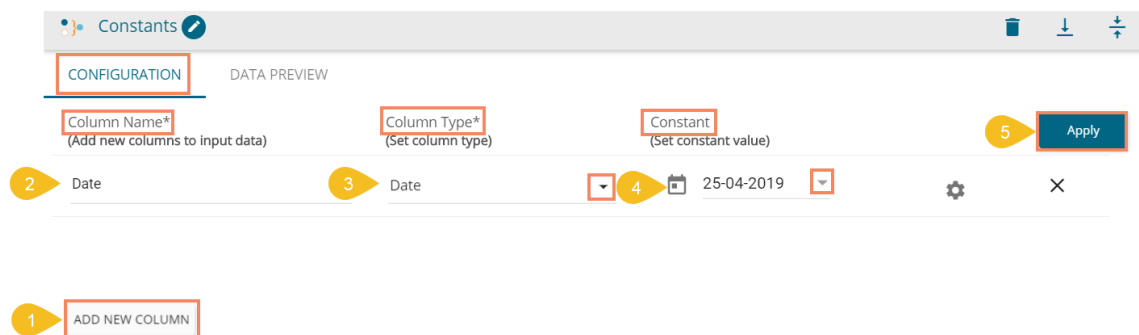 Constants
CONFIGURATION DATA PREVIEW
Column Name* Column Type* Constant
(Add new columns to input data) (Set column type) (Set constant value)
5 Apply
2 Date 3 Date 4 25-04-2019
1 ADD NEW COLUMN